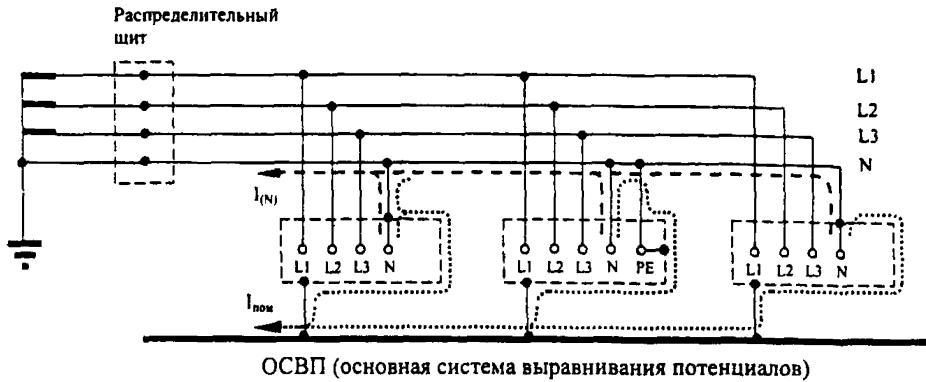 Распределительный
щит
L1
L2
L3
N
I(N)
L1 L2 L3 N
L1 L2 L3 N PE
L1 L2 L3 N
Iпом
ОСВП (основная система выравнивания потенциалов)